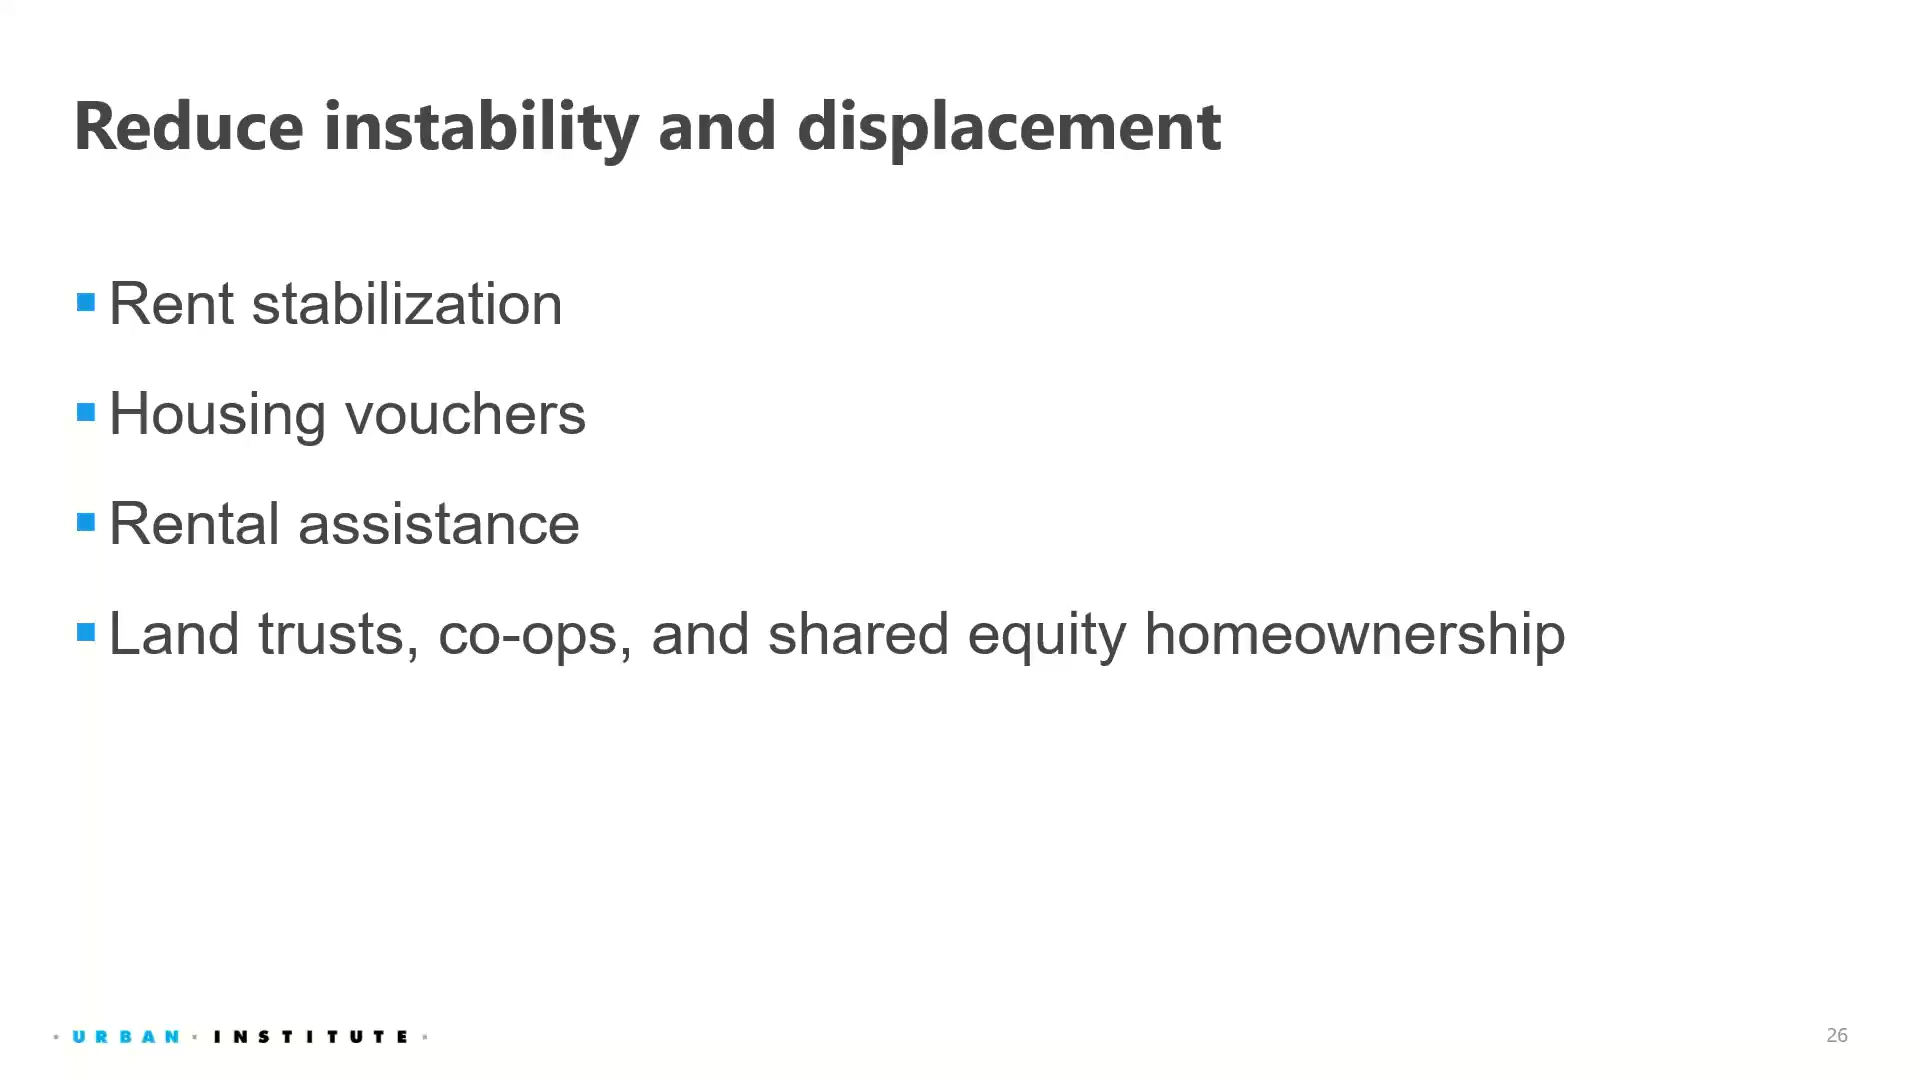 Reduce instability and displacement
Rent stabilization
Housing vouchers
Rental assistance
Land trusts, co-ops, and shared equity homeownership
· URBAN · INSTITUTE ·
26